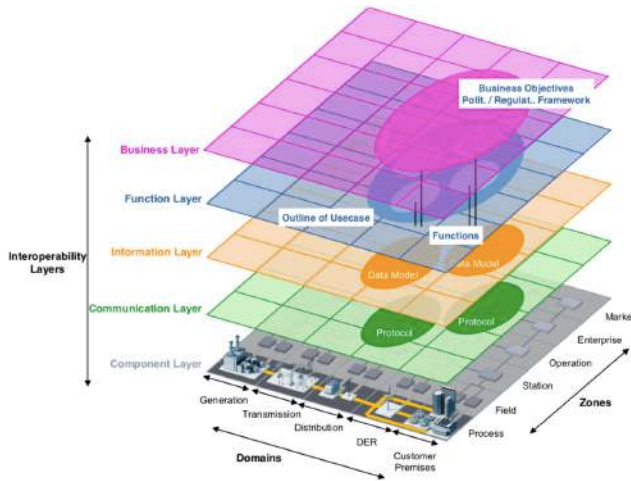 Business Objectives
Polit. / Regulat.. Framework
Business Layer
Function Layer
Outline of Usecase
Functions
Interoperability
Layers
Information Layer
Data Model
Data Model
Communication Layer
Protocol
Protocol
Component Layer
Market
Enterprise
Operation
Station
Field
Process
Zones
Generation
Transmission
Distribution
DER
Customer
Premises
Domains